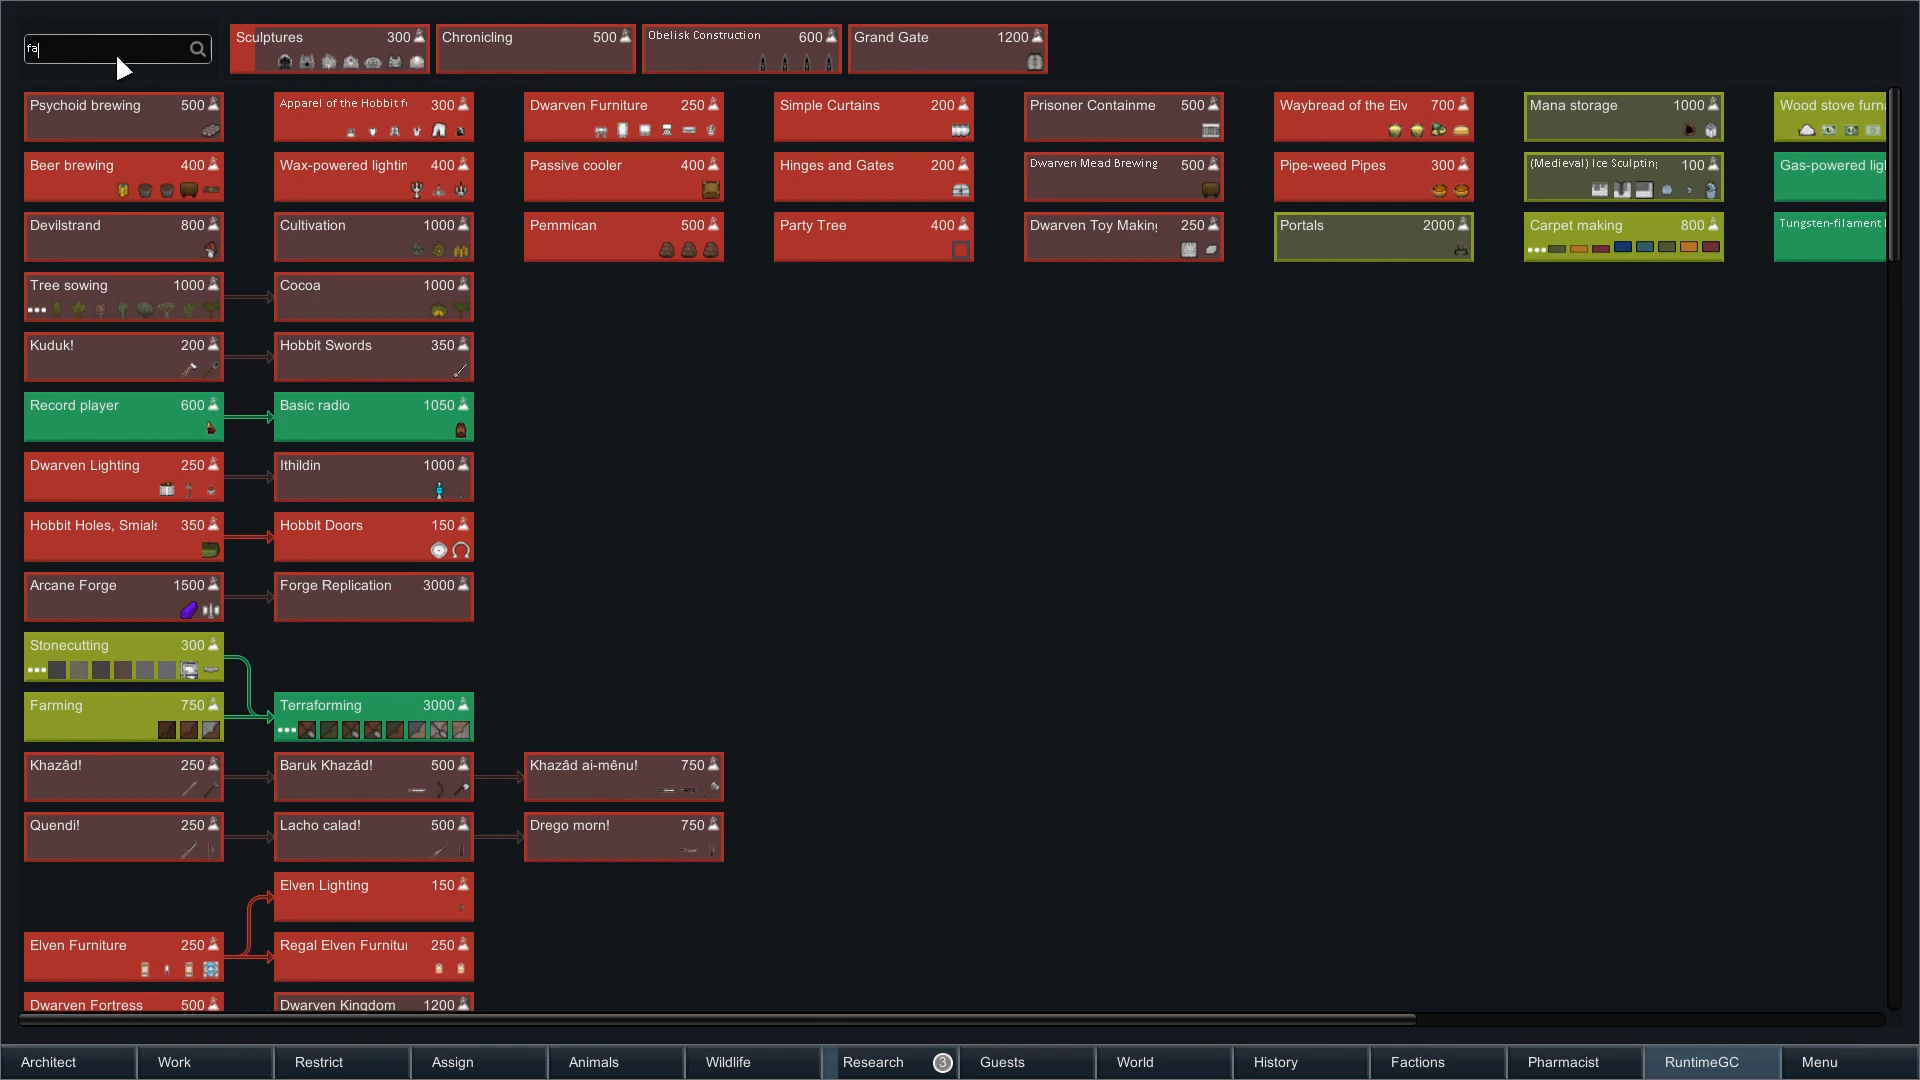 fa
Sculptures 300
Chronicling 500
Obelisk Construction 600
Grand Gate 1200
Psychoid brewing 500
Apparel of the Hobbit f 300
Dwarven Furniture 250
Simple Curtains 200
Prisoner Containme 500
Waybread of the Elv 700
Mana storage 1000
Wood stove furn
Beer brewing 400
Wax-powered lightin 400
Passive cooler 400
Hinges and Gates 200
Dwarven Mead Brewing 500
Pipe-weed Pipes 300
(Medieval) Ice Sculptin 100
Gas-powered lig
Devilstrand 800
Cultivation 1000
Pemmican 500
Party Tree 400
Dwarven Toy Makin 250
Portals 2000
Carpet making 800
Tungsten-filament
Tree sowing 1000
Cocoa 1000
Kuduk! 200
Hobbit Swords 350
Record player 600
Basic radio 1050
Dwarven Lighting 250
Ithildin 1000
Hobbit Holes, Smials 350
Hobbit Doors 150
Arcane Forge 1500
Forge Replication 3000
Stonecutting 300
Farming 750
Terraforming 3000
Khazâd! 250
Baruk Khazâd! 500
Khazâd ai-mênu! 750
Quendi! 250
Lacho calad! 500
Drego morn! 750
Elven Lighting 150
Elven Furniture 250
Regal Elven Furnitu 250
Dwarven Fortress 500
Dwarven Kingdom 1200
Architect Work Restrict Assign Animals Wildlife Research 3 Guests World History Factions Pharmacist RuntimeGC Menu